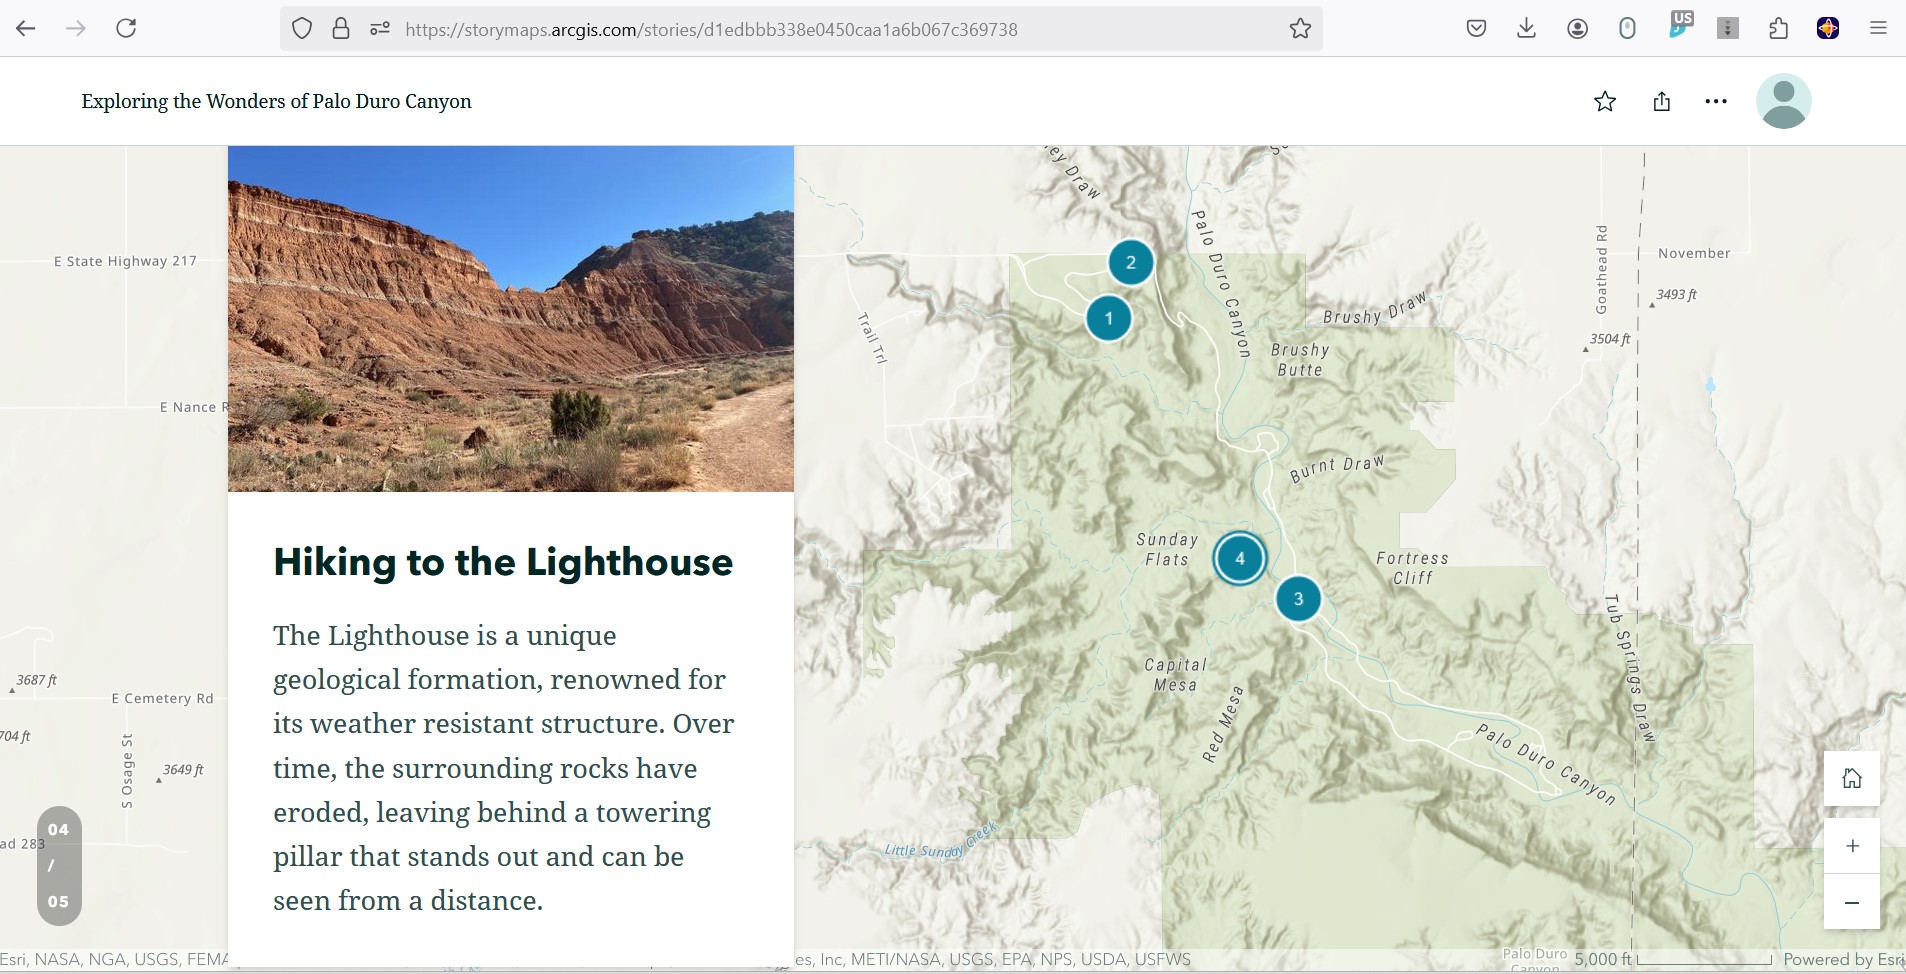 https://storymaps.arcgis.com/stories/d1edbbb338e0450caa1a6b067c369738
US
Exploring the Wonders of Palo Duro Canyon
E State Highway 217
E Nance R
3687 ft
E Cemetery Rd
704 ft
3649 ft
S Osage St
ad 283
04
/
05
Hiking to the Lighthouse
The Lighthouse is a unique
geological formation, renowned for
its weather resistant structure. Over
time, the surrounding rocks have
eroded, leaving behind a towering
pillar that stands out and can be
seen from a distance.
ey Draw
Palo Duro Canyon
2
1
Trail Trl
Brushy Draw
Brushy
Butte
Goathead Rd
November
3493 ft
3504 ft
Burnt Draw
Sunday
Flats
4
3
Fortress
Cliff
Capital
Mesa
Red Mesa
Tub Springs Draw
Palo Duro Canyon
Little Sunday Creek
Palo Duro
Canyon
5,000 ft
+
−
Esri, NASA, NGA, USGS, FEMA
es, Inc, METI/NASA, USGS, EPA, NPS, USDA, USFWS
Powered by Esri